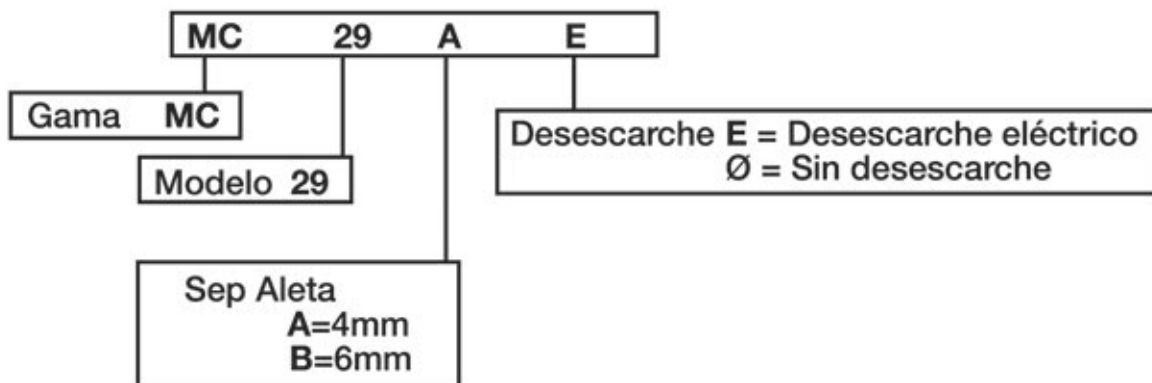 MC 29 A E
Gama MC
Modelo 29
Desescarche E = Desescarche eléctrico
Ø = Sin desescarche
Sep Aleta
A=4mm
B=6mm